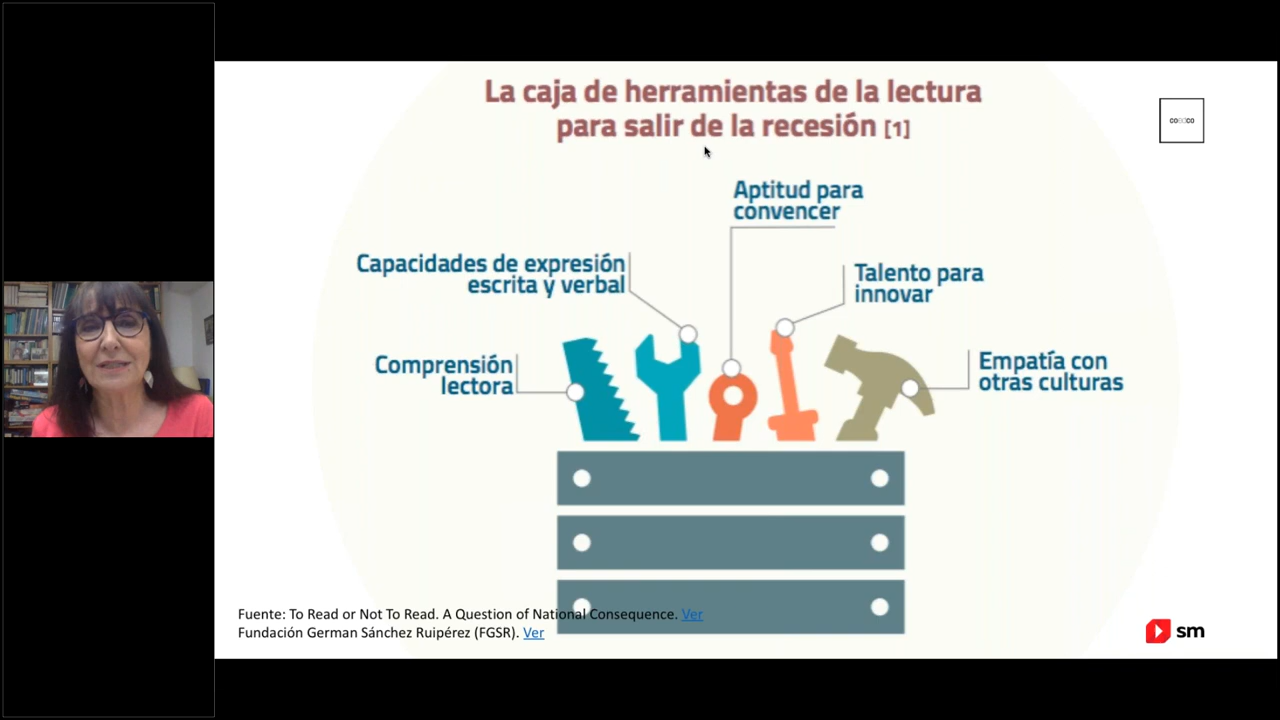 La caja de herramientas de la lectura
para salir de la recesión [1]
coedco
Aptitud para
convencer
Capacidades de expresión
escrita y verbal
Talento para
innovar
Comprensión
lectora
Empatía con
otras culturas
Fuente: To Read or Not To Read. A Question of National Consequence. Ver
Fundación German Sánchez Ruipérez (FGSR). Ver
sm